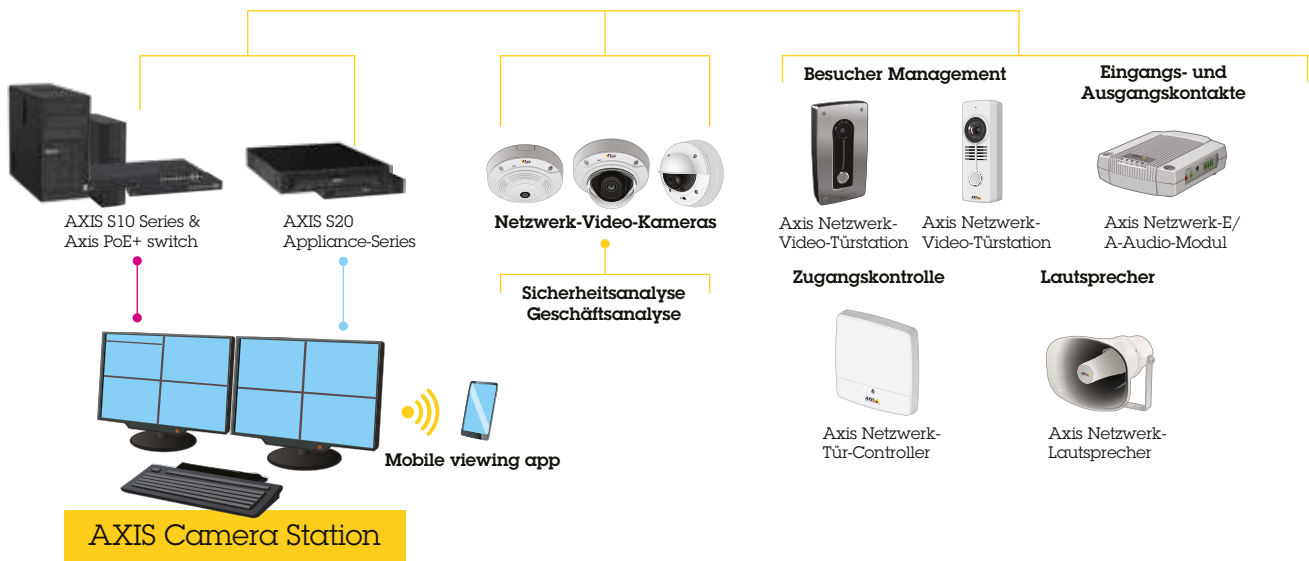 Besucher Management
Eingangs- und
Ausgangskontakte
AXIS S10 Series &
Axis PoE+ switch
AXIS S20
Appliance-Series
Netzwerk-Video-Kameras
Axis Netzwerk-
Video-Türstation
Axis Netzwerk-
Video-Türstation
Axis Netzwerk-E/
A-Audio-Modul
Sicherheitsanalyse
Geschäftsanalyse
Zugangskontrolle
Lautsprecher
AXIS
Axis Netzwerk-
Tür-Controller
Axis Netzwerk-
Lautsprecher
Mobile viewing app
AXIS Camera Station